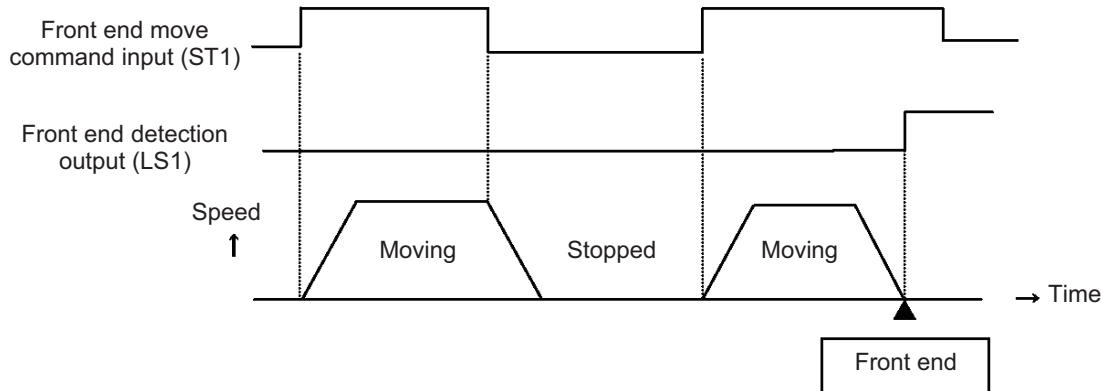 Front end move
command input (ST1)
Front end detection
output (LS1)
Speed
↑
Moving
Stopped
Moving
→ Time
Front end